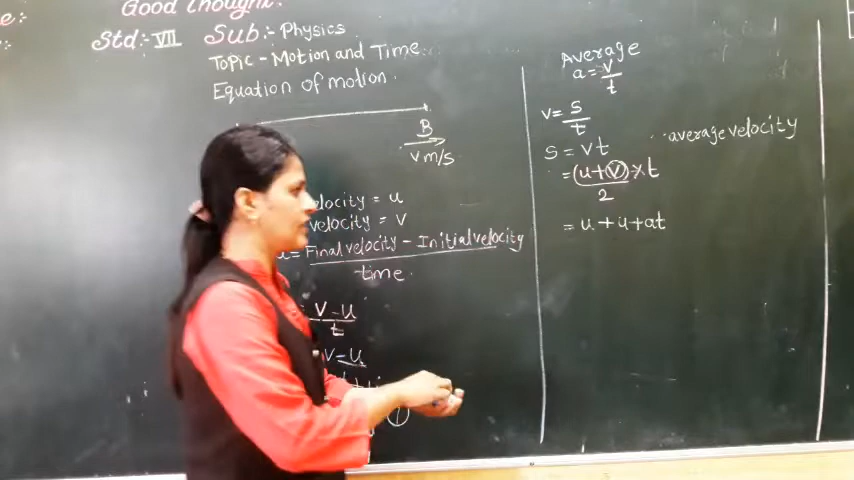 Good Thought:
Std:- VII Sub:- Physics
Topic - Motion and Time
Equation of motion.
B
v m/s
locity = u
velocity = v
a = Final velocity - Initial velocity
time.
v - u
t
v - u
Average
a = v
t
v = s
t
s = vt
average velocity
= (u + v) × t
2
= u + u + at